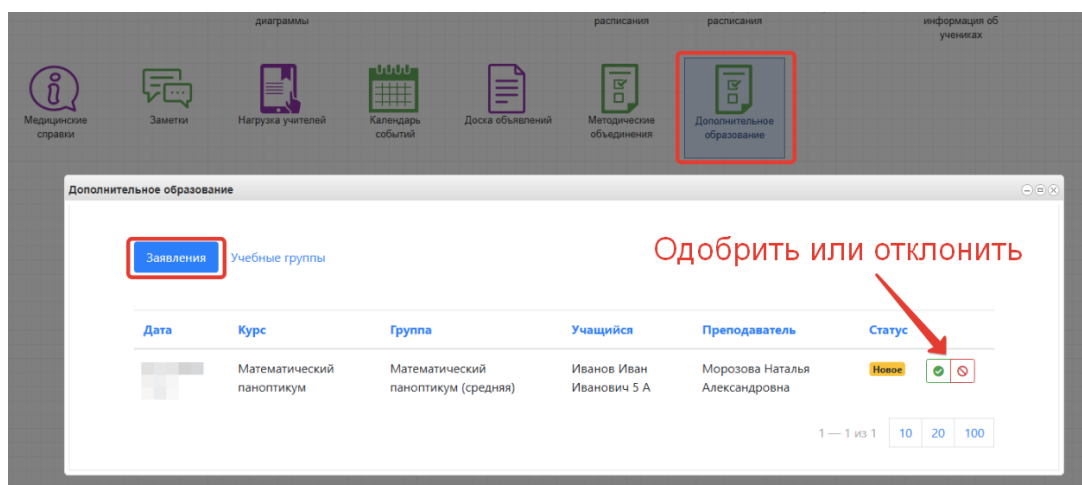 диаграммы
расписания
расписания
информация об
учениках
Медицинские
справки
Заметки
Нагрузка учителей
Календарь
событий
Доска объявлений
Методические
объединения
Дополнительное
образование
Дополнительное образование
Заявления
Учебные группы
Одобрить или отклонить
Дата
Курс
Группа
Учащийся
Преподаватель
Статус
Математический
паноптикум
Математический
паноптикум (средняя)
Иванов Иван
Иванович 5 А
Морозова Наталья
Александровна
Новое
1 — 1 из 1
10
20
100